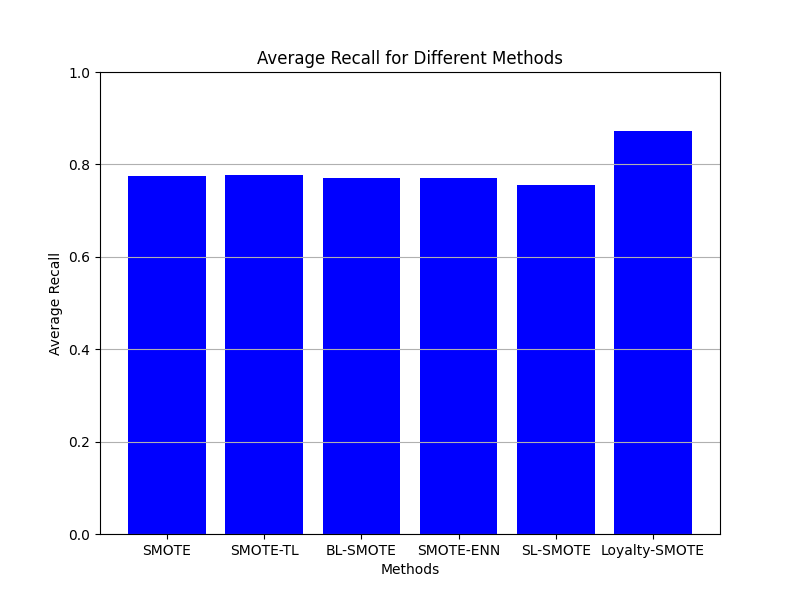 Average Recall for Different Methods
1.0
0.8
0.6
0.4
0.2
0.0
Average Recall
SMOTE SMOTE-TL BL-SMOTE SMOTE-ENN SL-SMOTE Loyalty-SMOTE
Methods